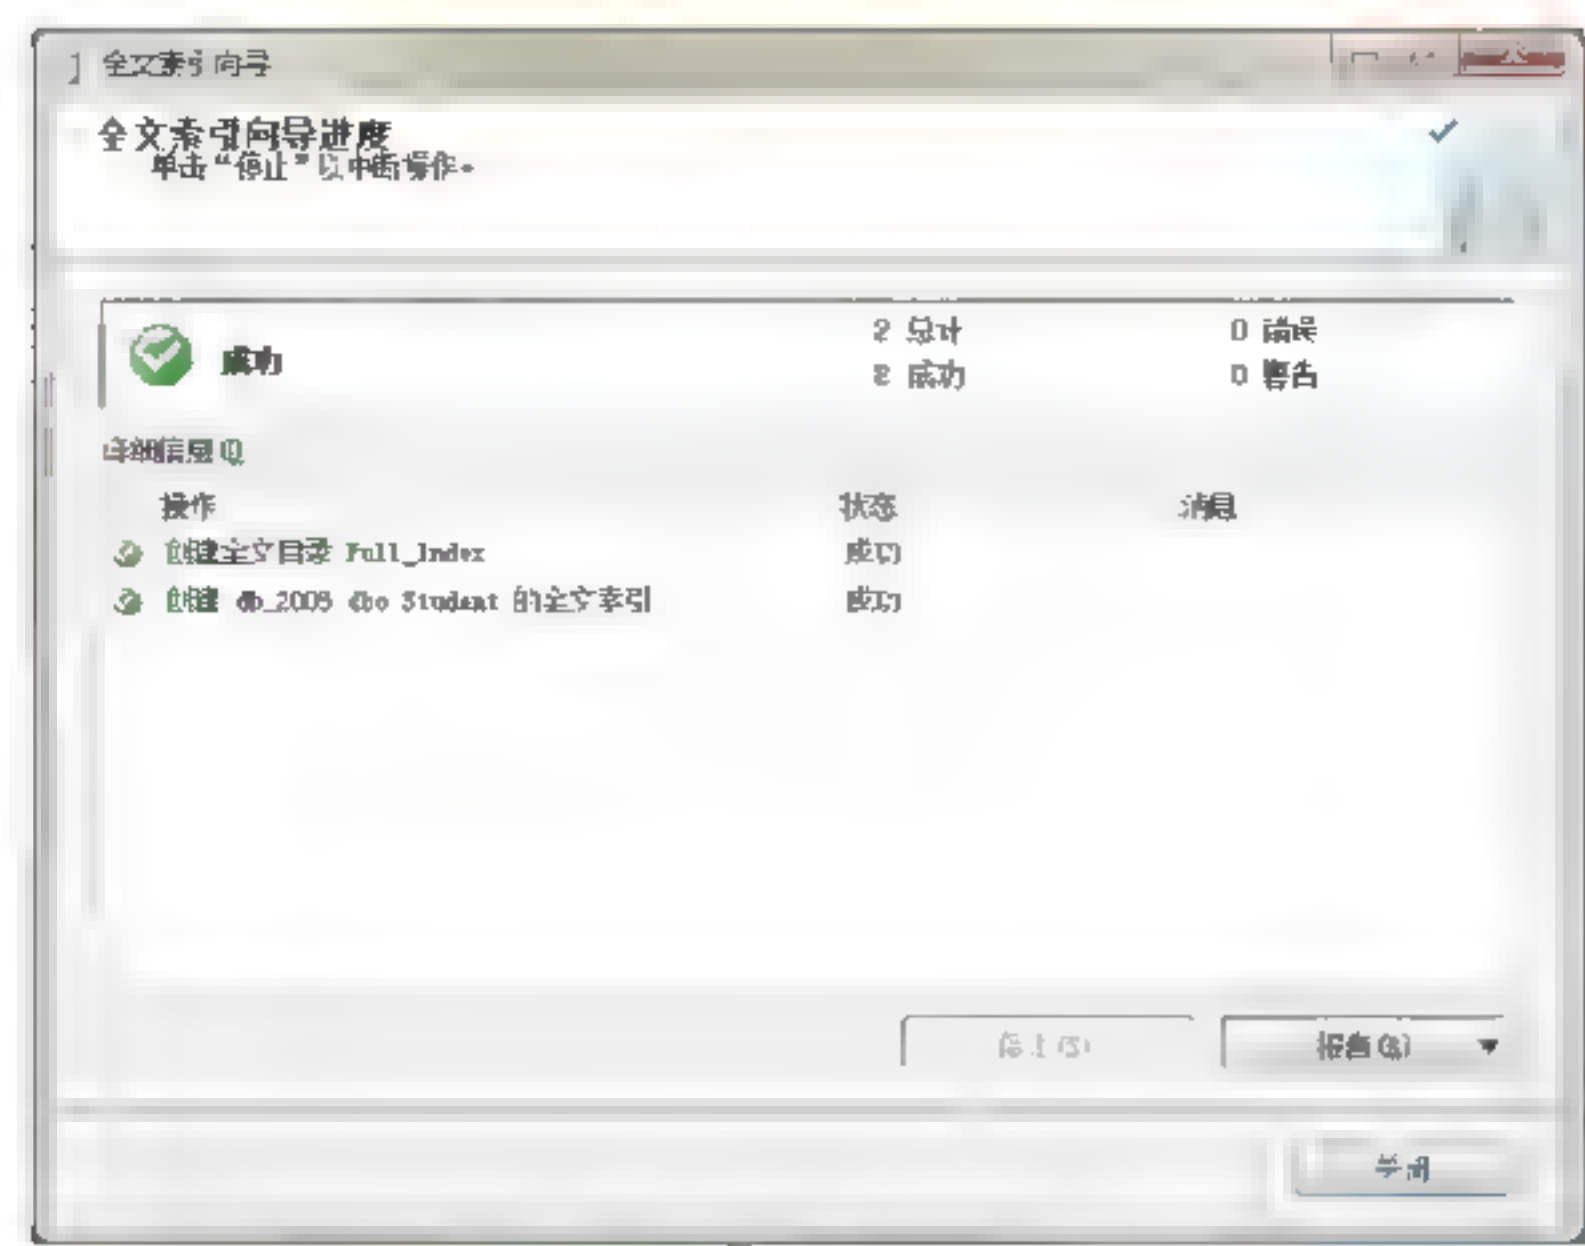 全文索引向导
全文索引向导进度
单击“停止”以中断操作。
成功
2 总计
0 错误
2 成功
0 警告
详细信息(D)
操作 状态 消息
创建全文目录 Full_Index 成功
创建 db_2008 dbo Student 的全文索引 成功
停止(S)
报告(R)
关闭